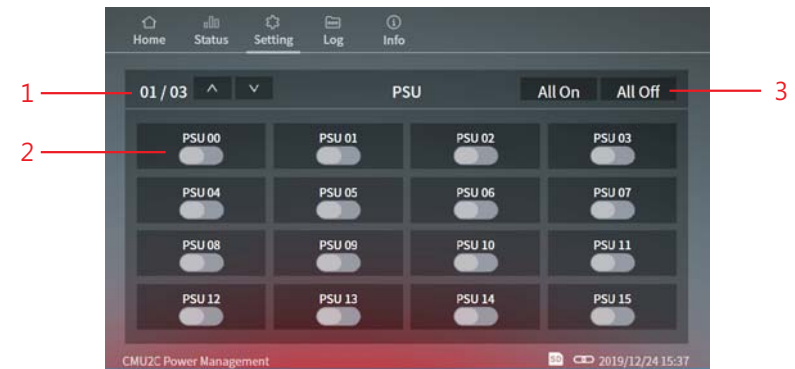 Home Status Setting Log Info
1 01 / 03 PSU All On All Off 3
2 PSU 00 PSU 01 PSU 02 PSU 03
PSU 04 PSU 05 PSU 06 PSU 07
PSU 08 PSU 09 PSU 10 PSU 11
PSU 12 PSU 13 PSU 14 PSU 15
CMU2C Power Management SD 2019/12/24 15:37